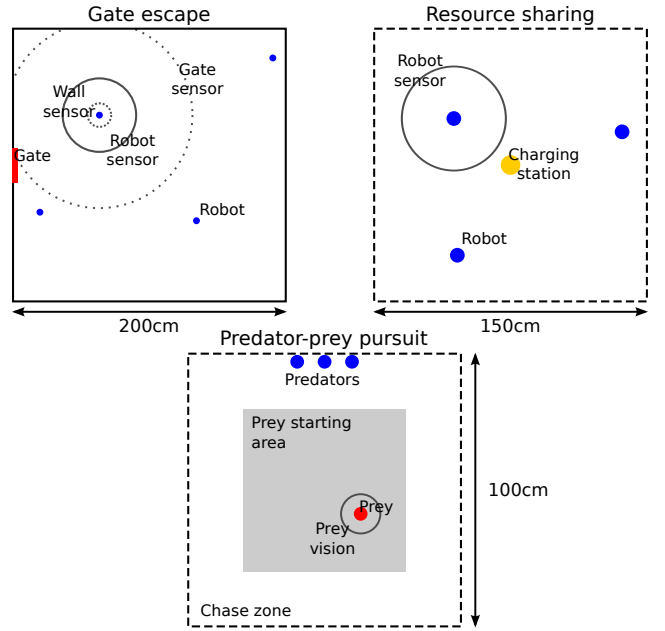 Gate escape
Wall
sensor
Gate
sensor
Robot
sensor
Gate
Robot
200cm
Resource sharing
Robot
sensor
Charging
station
Robot
150cm
Predator-prey pursuit
Predators
Prey starting
area
Prey
Prey
vision
Chase zone
100cm